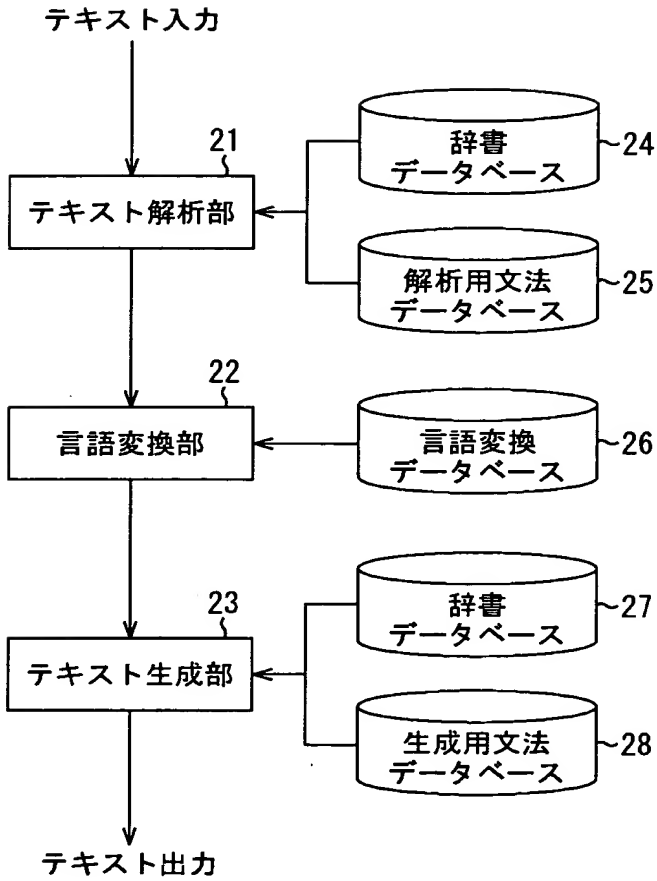 テキスト入力
21
テキスト解析部
辞書
データベース
24
解析用文法
データベース
25
22
言語変換部
言語変換
データベース
26
23
テキスト生成部
辞書
データベース
27
生成用文法
データベース
28
テキスト出力